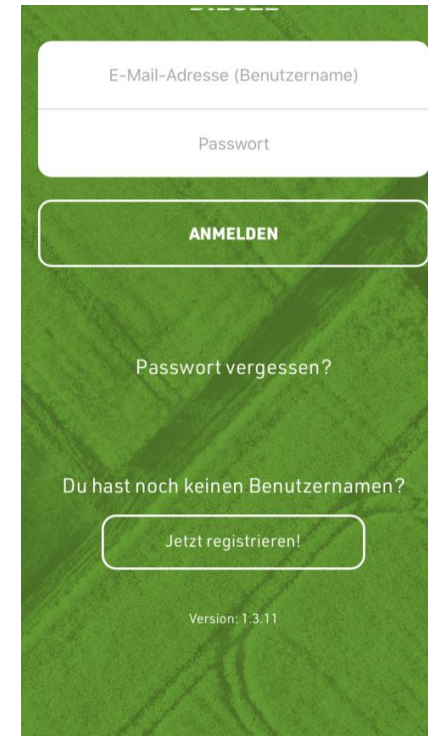 E-Mail-Adresse (Benutzername)
Passwort
ANMELDEN
Passwort vergessen?
Du hast noch keinen Benutzernamen?
Jetzt registrieren!
Version: 1.3.11